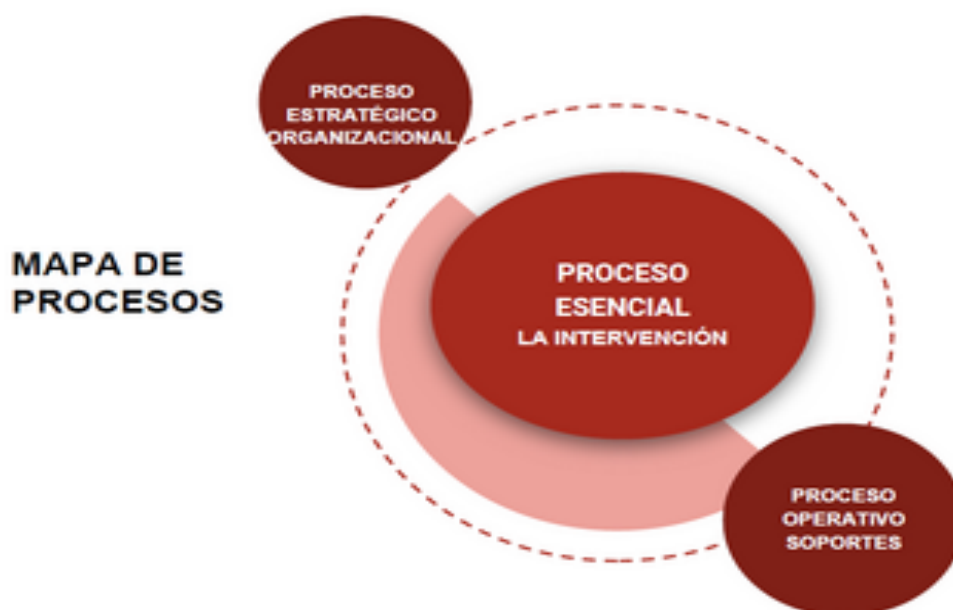 PROCESO
ESTRATÉGICO
ORGANIZACIONAL
MAPA DE
PROCESOS
PROCESO
ESENCIAL
LA INTERVENCIÓN
PROCESO
OPERATIVO
SOPORTES